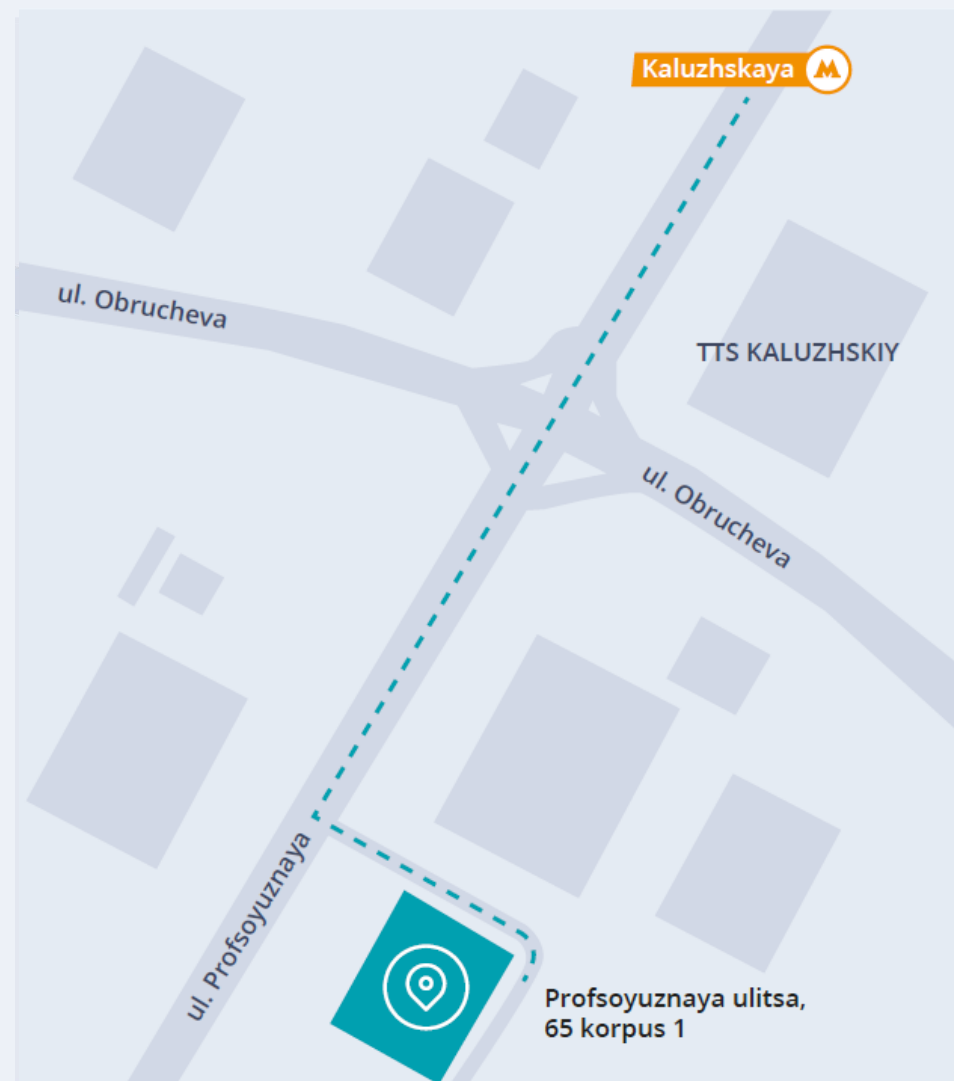 Kaluzhskaya M
ul. Obrucheva
TTS KALUZHSKIY
ul. Obrucheva
ul. Profsoyuznaya
Profsoyuznaya ulitsa,
65 korpus 1